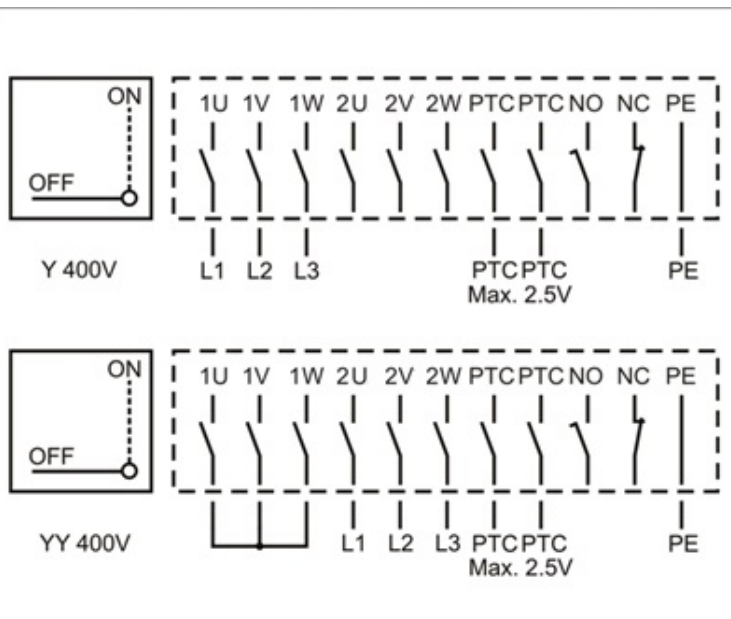 ON
OFF
1U 1V 1W 2U 2V 2W PTC PTC NO NC PE
Y 400V
L1 L2 L3 PTC PTC PE
Max. 2.5V
ON
OFF
1U 1V 1W 2U 2V 2W PTC PTC NO NC PE
YY 400V
L1 L2 L3 PTC PTC PE
Max. 2.5V